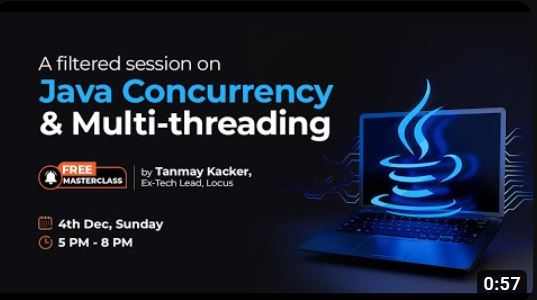 A filtered session on
Java Concurrency
& Multi-threading
FREE
MASTERCLASS
by Tanmay Kacker,
Ex-Tech Lead, Locus
4th Dec, Sunday
5 PM - 8 PM
0:57